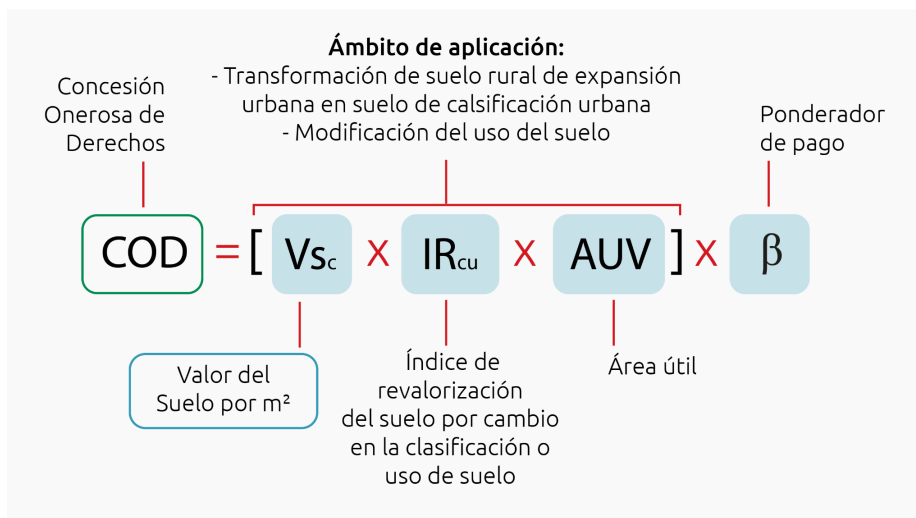 Ámbito de aplicación:
- Transformación de suelo rural de expansión
urbana en suelo de calsificación urbana
- Modificación del uso del suelo
Concesión
Onerosa de
Derechos
Ponderador
de pago
COD = [ Vsc x IRcu x AUV ] x β
Valor del
Suelo por m²
Índice de
revalorización
del suelo por cambio
en la clasificación o
uso de suelo
Área útil